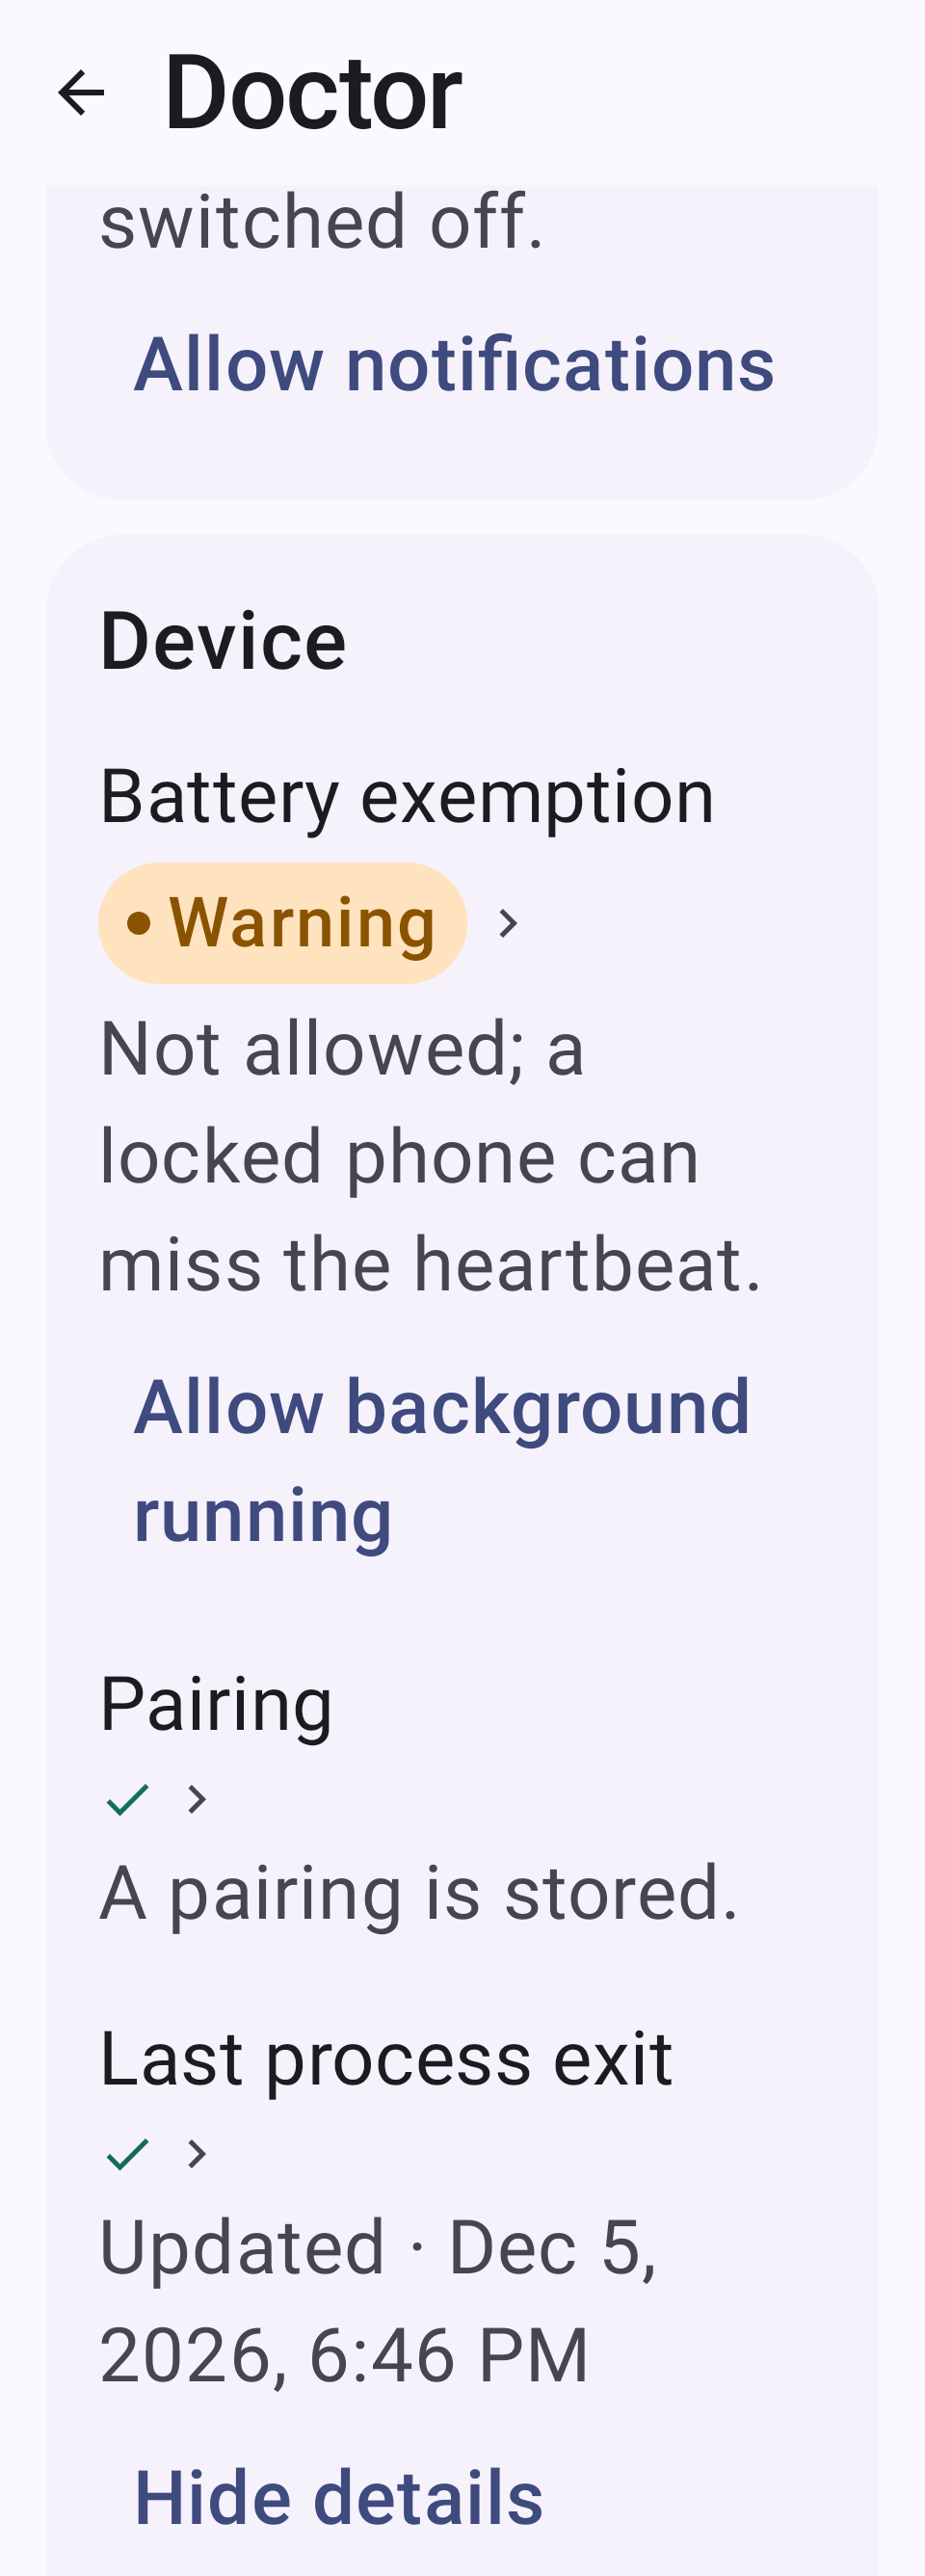 Doctor
switched off.
Allow notifications
Device
Battery exemption
Warning
Not allowed; a
locked phone can
miss the heartbeat.
Allow background
running
Pairing
A pairing is stored.
Last process exit
Updated · Dec 5,
2026, 6:46 PM
Hide details